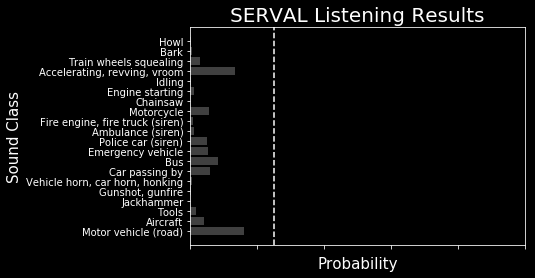 SERVAL Listening Results
Sound Class
Howl
Bark
Train wheels squealing
Accelerating, revving, vroom
Idling
Engine starting
Chainsaw
Motorcycle
Fire engine, fire truck (siren)
Ambulance (siren)
Police car (siren)
Emergency vehicle
Bus
Car passing by
Vehicle horn, car horn, honking
Gunshot, gunfire
Jackhammer
Tools
Aircraft
Motor vehicle (road)
Probability